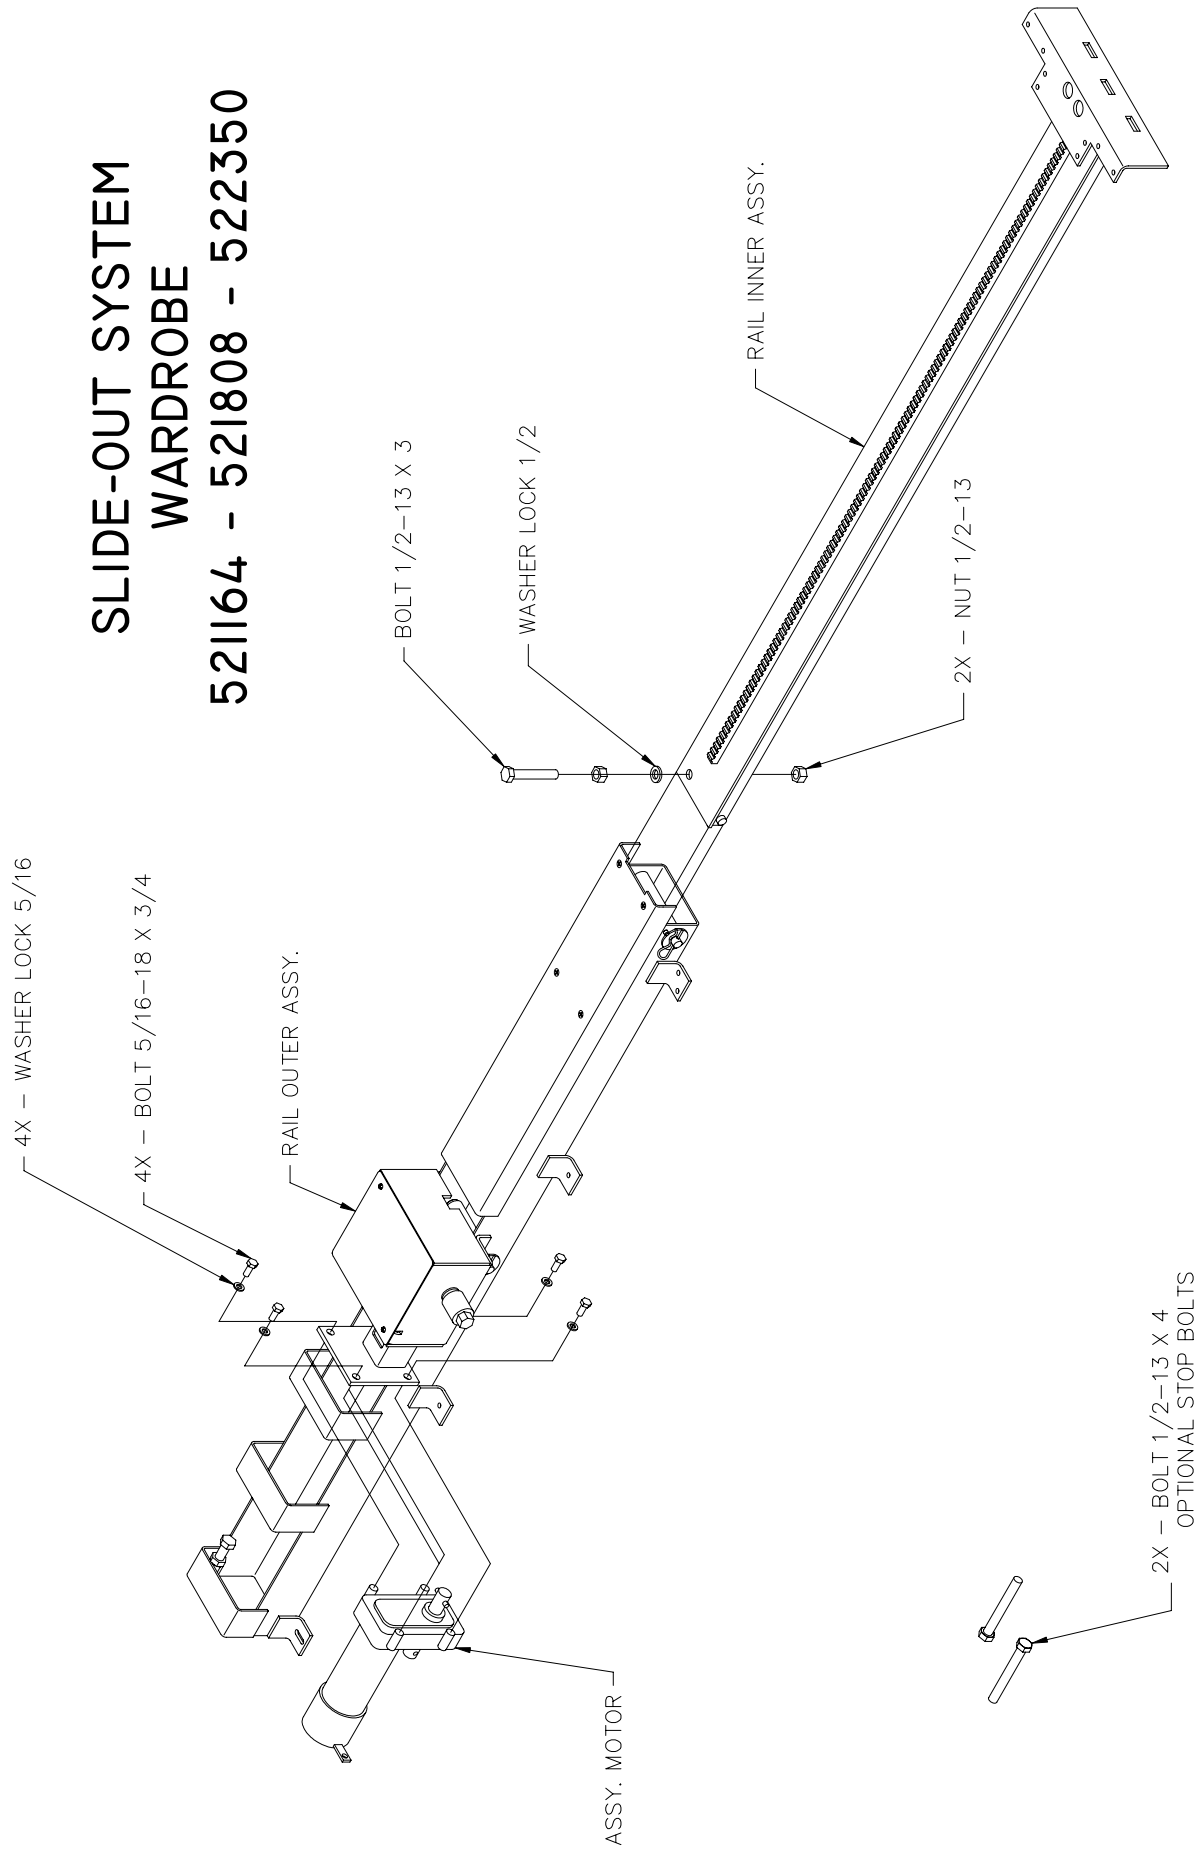 SLIDE-OUT SYSTEM
WARDROBE
521164 - 521808 - 522350
4X - WASHER LOCK 5/16
4X - BOLT 5/16-18 X 3/4
RAIL OUTER ASSY.
BOLT 1/2-13 X 3
WASHER LOCK 1/2
RAIL INNER ASSY.
2X - NUT 1/2-13
ASSY. MOTOR
2X - BOLT 1/2-13 X 4
OPTIONAL STOP BOLTS